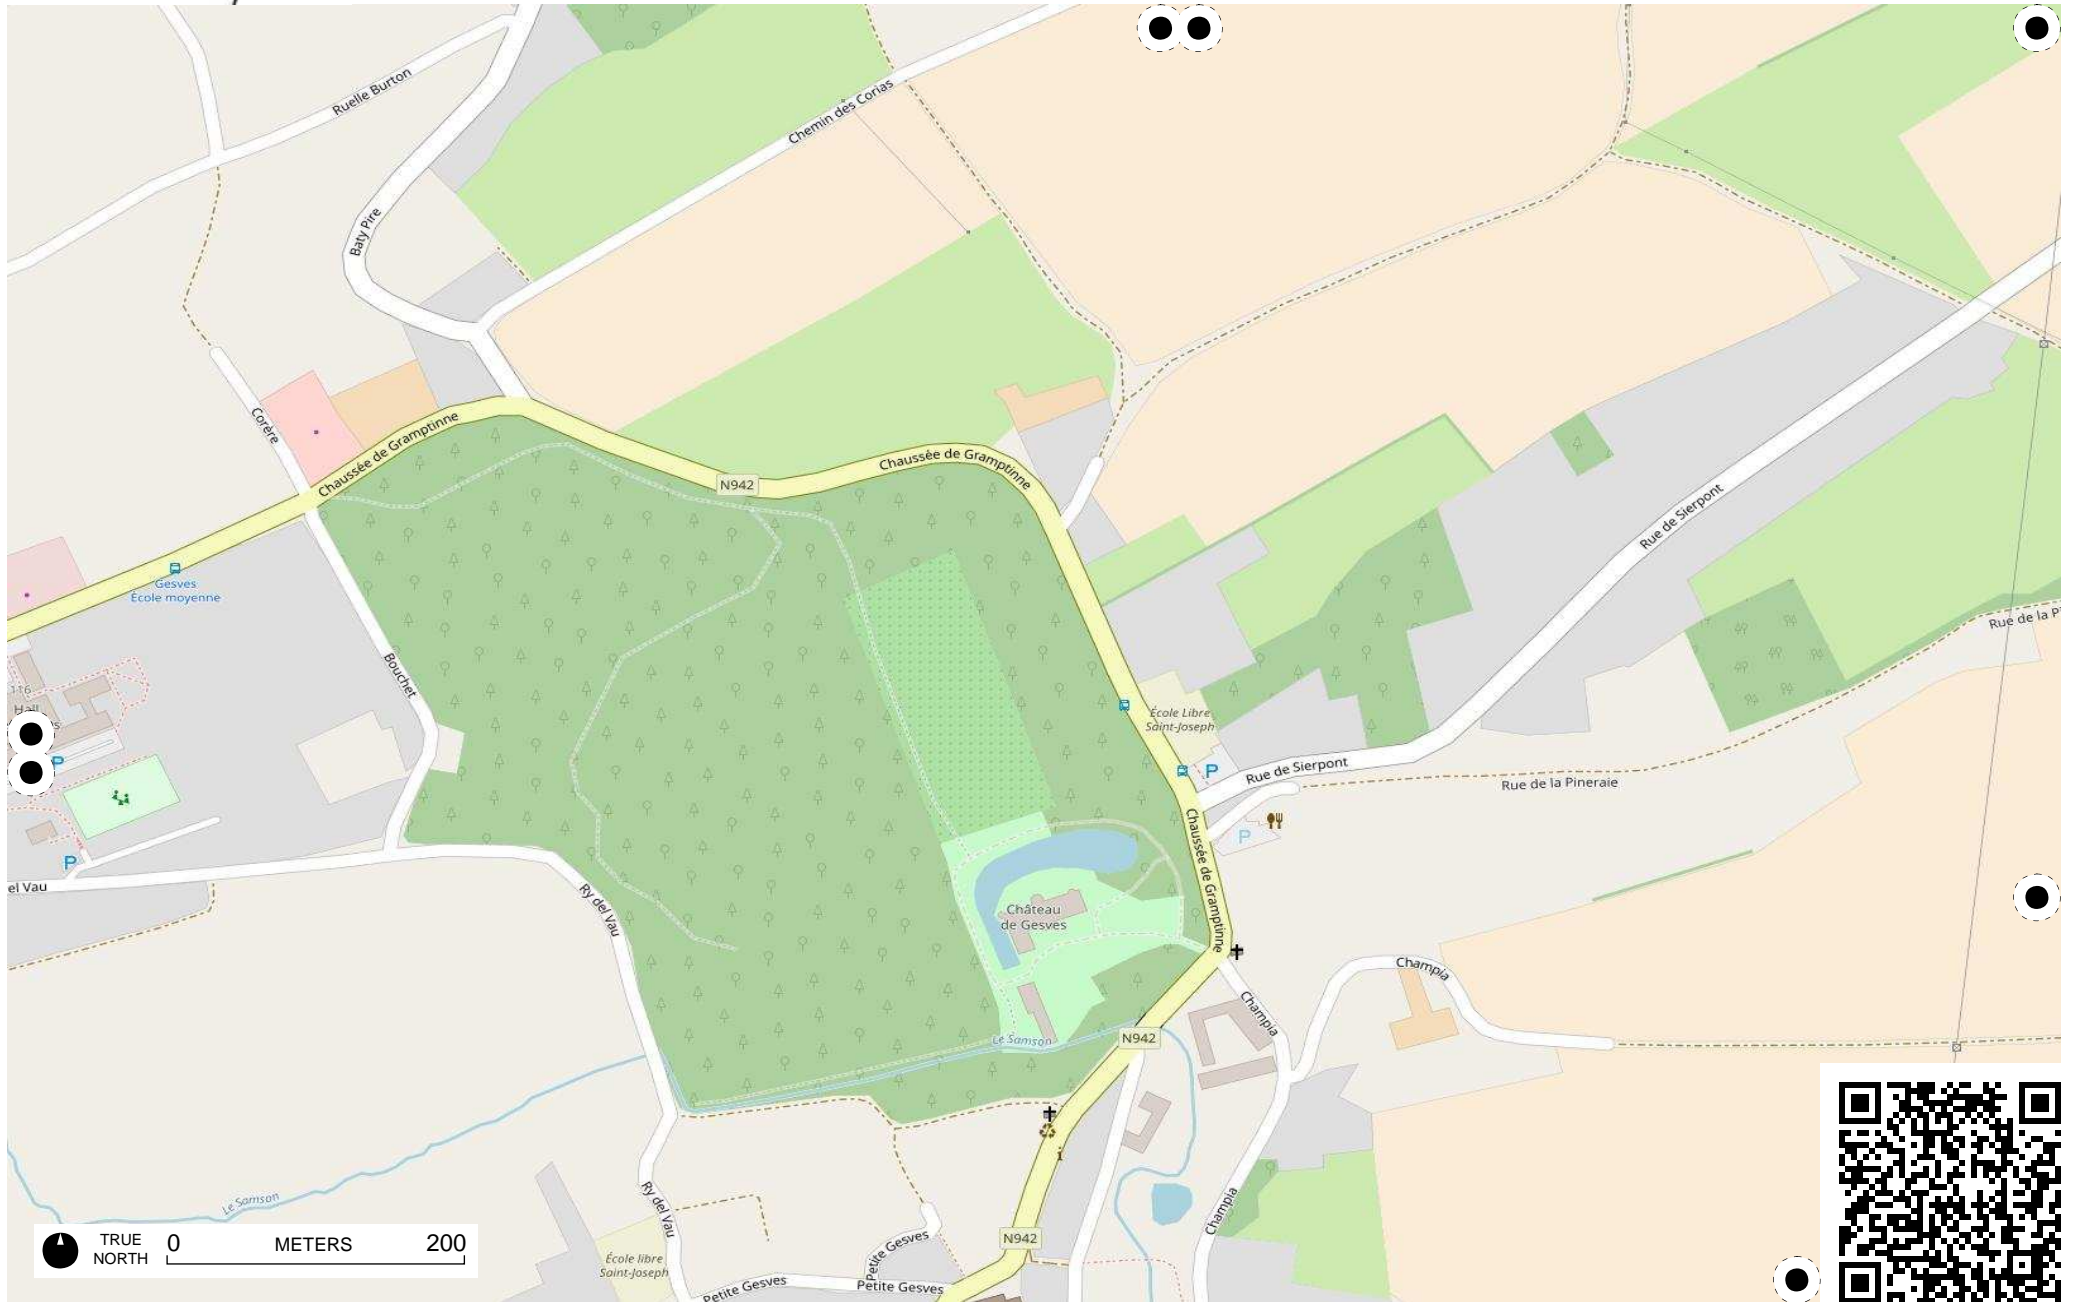 Ruelle Burton
Chemin des Corias
Baty Pire
Corère
Chaussée de Gramptinne
Chaussée de Gramptinne
N942
Rue de Sierpont
Gesves
École moyenne
Rue de la P
Bouchet
116
Hall
École Libre
Saint-Joseph
P
P
Rue de Sierpont
Rue de la Pineraie
P
Chaussée de Gramptinne
P
el Vau
Ry del Vau
Château
de Gesves
Champia
Champia
N942
Le Samson
Le Samson
Ry del Vau
Champia
N942
Petite Gesves
École libre
Saint-Joseph
Petite Gesves
Petite Gesves
TRUE
NORTH
0
METERS
200